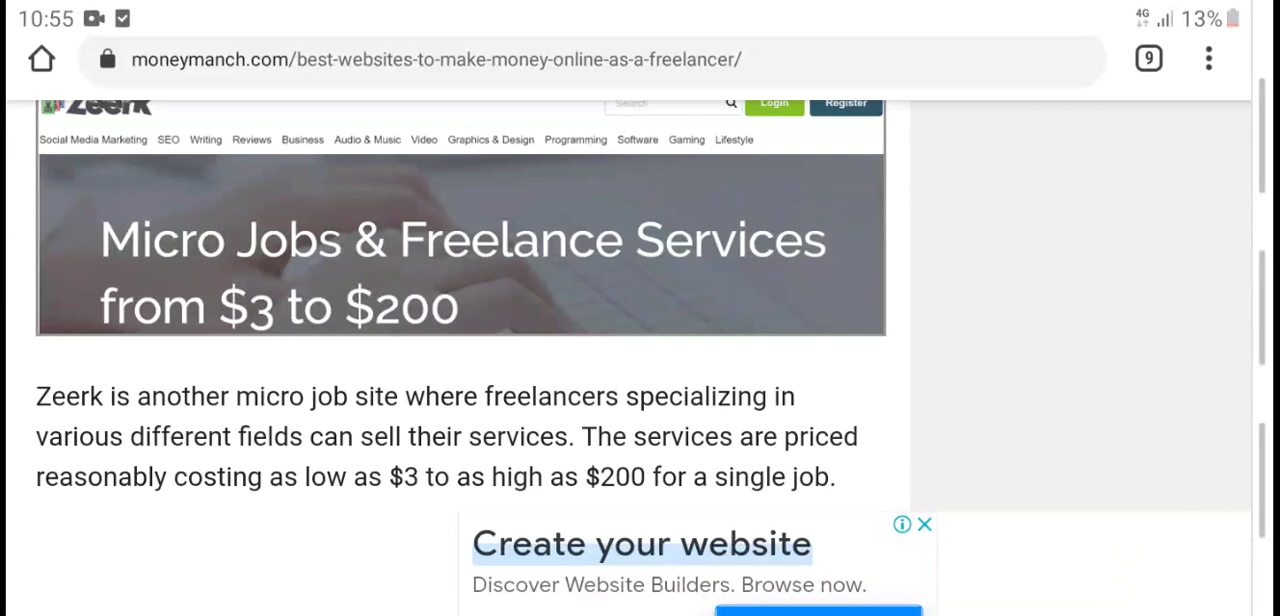 10:55
4G
13%
moneymanch.com/best-websites-to-make-money-online-as-a-freelancer/
9
Zeerk
Search
Login
Register
Social Media Marketing SEO Writing Reviews Business Audio & Music Video Graphics & Design Programming Software Gaming Lifestyle
Micro Jobs & Freelance Services
from $3 to $200
Zeerk is another micro job site where freelancers specializing in
various different fields can sell their services. The services are priced
reasonably costing as low as $3 to as high as $200 for a single job.
Create your website
Discover Website Builders. Browse now.